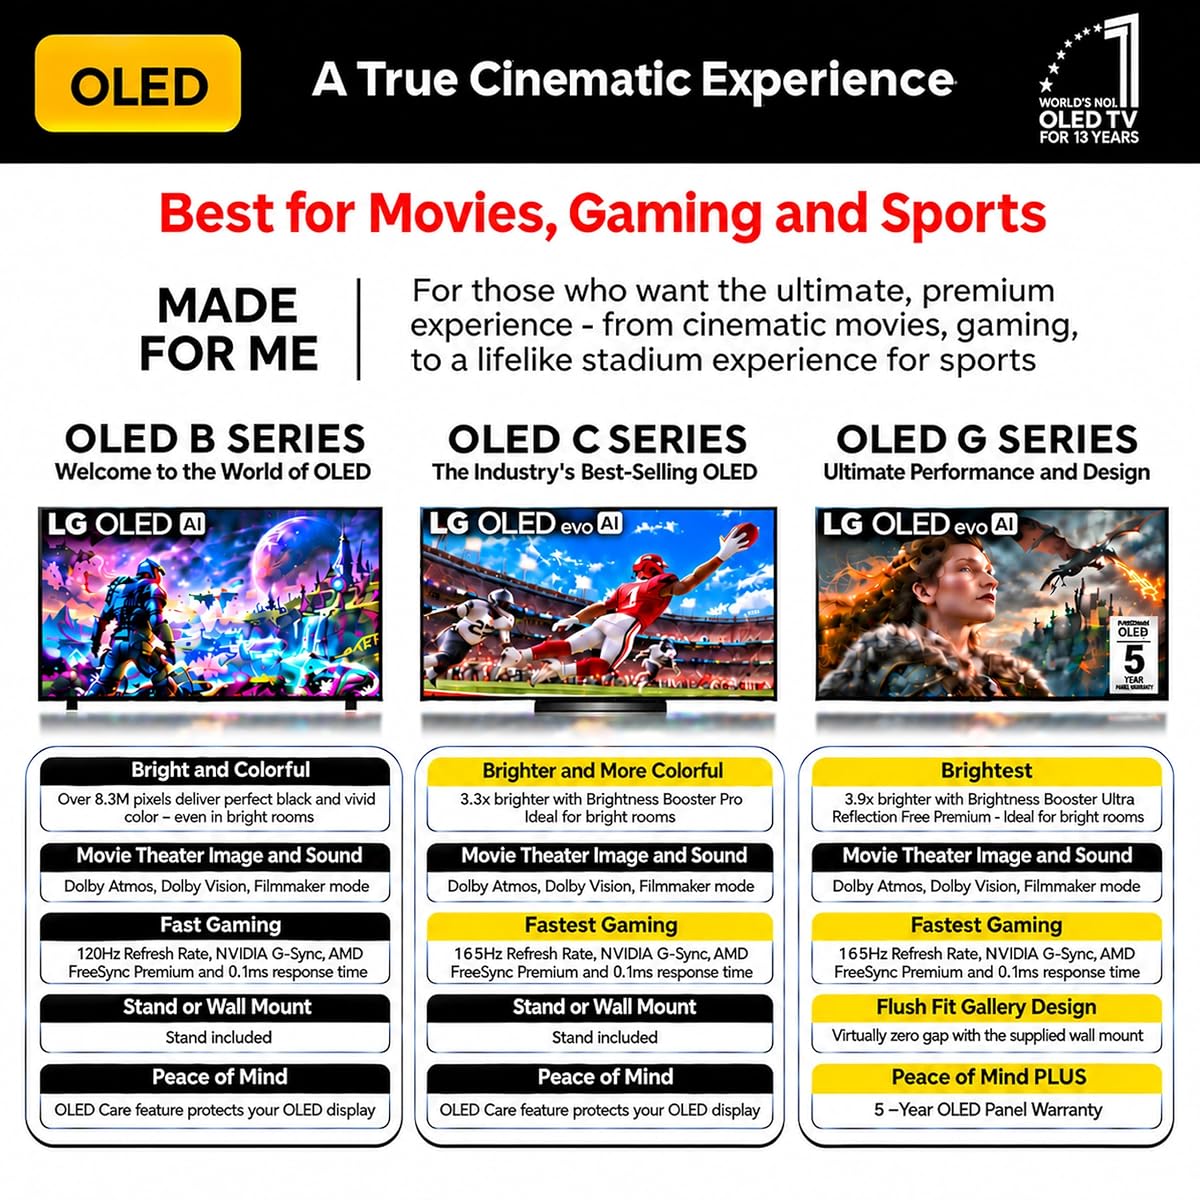 OLED
A True Cinematic Experience
WORLD'S NO1.
OLED TV
FOR 13 YEARS
Best for Movies, Gaming and Sports
MADE
FOR ME
For those who want the ultimate, premium
experience - from cinematic movies, gaming,
to a lifelike stadium experience for sports
OLED B SERIES
Welcome to the World of OLED
LG OLED AI
Bright and Colorful
Over 8.3M pixels deliver perfect black and vivid
color – even in bright rooms
Movie Theater Image and Sound
Dolby Atmos, Dolby Vision, Filmmaker mode
Fast Gaming
120Hz Refresh Rate, NVIDIA G-Sync, AMD
FreeSync Premium and 0.1ms response time
Stand or Wall Mount
Stand included
Peace of Mind
OLED Care feature protects your OLED display
OLED C SERIES
The Industry's Best-Selling OLED
LG OLED evo AI
1
Brighter and More Colorful
3.3x brighter with Brightness Booster Pro
Ideal for bright rooms
Movie Theater Image and Sound
Dolby Atmos, Dolby Vision, Filmmaker mode
Fastest Gaming
165Hz Refresh Rate, NVIDIA G-Sync, AMD
FreeSync Premium and 0.1ms response time
Stand or Wall Mount
Stand included
Peace of Mind
OLED Care feature protects your OLED display
OLED G SERIES
Ultimate Performance and Design
LG OLED evo AI
OLED
5
YEAR
Brightest
3.9x brighter with Brightness Booster Ultra
Reflection Free Premium - Ideal for bright rooms
Movie Theater Image and Sound
Dolby Atmos, Dolby Vision, Filmmaker mode
Fastest Gaming
165Hz Refresh Rate, NVIDIA G-Sync, AMD
FreeSync Premium and 0.1ms response time
Flush Fit Gallery Design
Virtually zero gap with the supplied wall mount
Peace of Mind PLUS
5 –Year OLED Panel Warranty